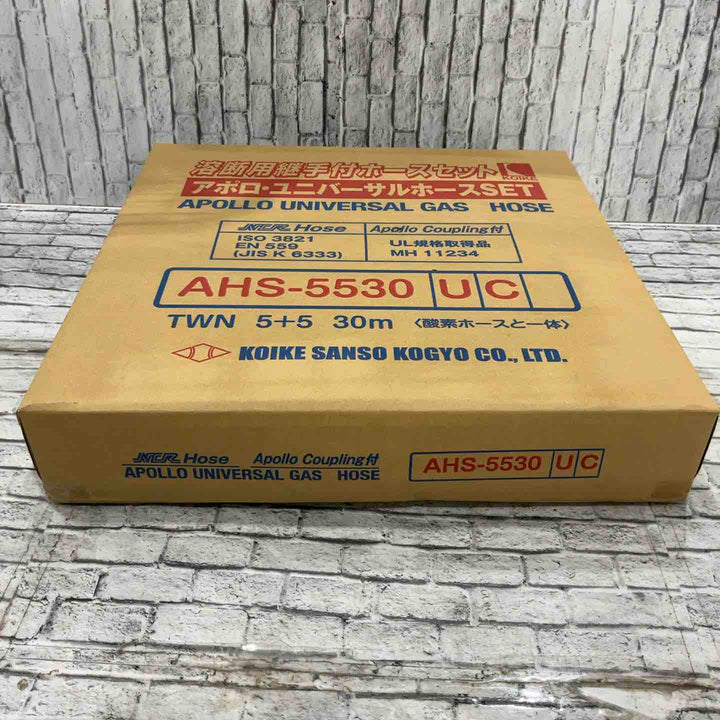 溶断用継手付ホースセット KOIKE
アポロ・ユニバーサルホースSET
APOLLO UNIVERSAL GAS HOSE
NCR Hose
ISO 3821
EN 559
(JIS K 6333)
Apollo Coupling付
UL規格取得品
MH 11234
AHS-5530 U C
TWN 5+5 30m 〈酸素ホースと一体〉
KOIKE SANSO KOGYO CO., LTD.
NCR Hose Apollo Coupling付
APOLLO UNIVERSAL GAS HOSE
AHS-5530 U C